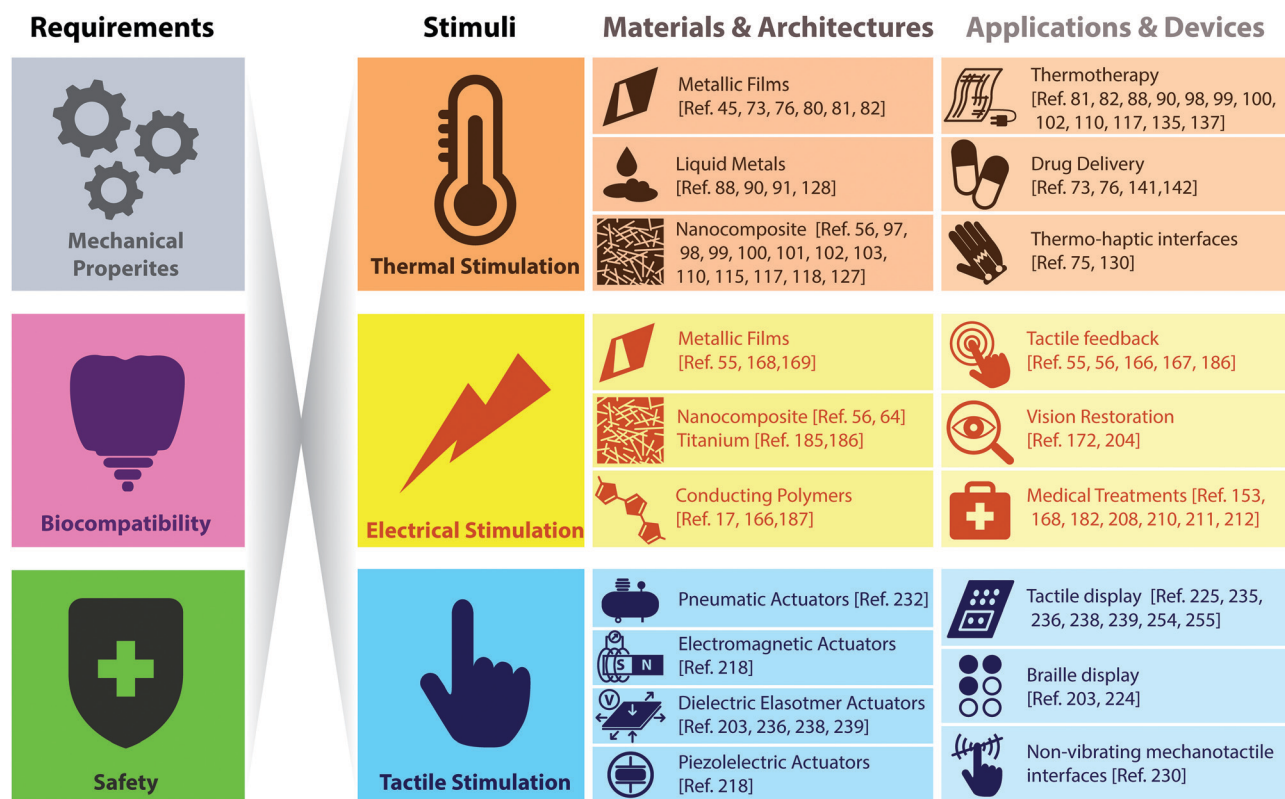 Requirements
Stimuli
Materials & Architectures
Applications & Devices
Mechanical
Properites
Thermal Stimulation
Metallic Films
[Ref. 45, 73, 76, 80, 81, 82]
Liquid Metals
[Ref. 88, 90, 91, 128]
Nanocomposite [Ref. 56, 97,
98, 99, 100, 101, 102, 103,
110, 115, 117, 118, 127]
Thermotherapy
[Ref. 81, 82, 88, 90, 98, 99, 100,
102, 110, 117, 135, 137]
Drug Delivery
[Ref. 73, 76, 141,142]
Thermo-haptic interfaces
[Ref. 75, 130]
Biocompatibility
Electrical Stimulation
Metallic Films
[Ref. 55, 168,169]
Nanocomposite [Ref. 56, 64]
Titanium [Ref. 185,186]
Conducting Polymers
[Ref. 17, 166,187]
Tactile feedback
[Ref. 55, 56, 166, 167, 186]
Vision Restoration
[Ref. 172, 204]
Medical Treatments [Ref. 153,
168, 182, 208, 210, 211, 212]
Safety
Tactile Stimulation
Pneumatic Actuators [Ref. 232]
S N
Electromagnetic Actuators
[Ref. 218]
V
Dielectric Elasotmer Actuators
[Ref. 203, 236, 238, 239]
Piezolelectric Actuators
[Ref. 218]
Tactile display [Ref. 225, 235,
236, 238, 239, 254, 255]
Braille display
[Ref. 203, 224]
Non-vibrating mechanotactile
interfaces [Ref. 230]